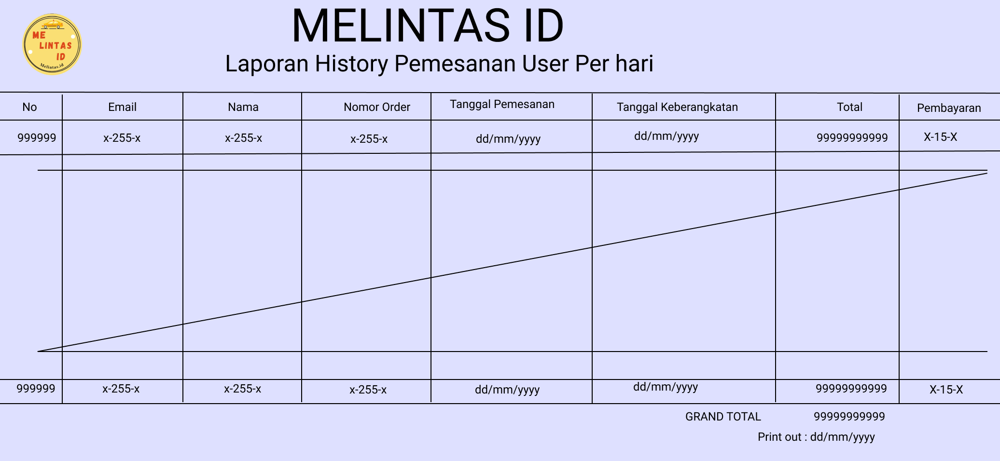 ME
LINTAS
ID
Melintas.id
MELINTAS ID
Laporan History Pemesanan User Per hari
No Email Nama Nomor Order Tanggal Pemesanan Tanggal Keberangkatan Total Pembayaran
999999 x-255-x x-255-x x-255-x dd/mm/yyyy dd/mm/yyyy 99999999999 X-15-X
999999 x-255-x x-255-x x-255-x dd/mm/yyyy dd/mm/yyyy 99999999999 X-15-X
GRAND TOTAL 99999999999
Print out : dd/mm/yyyy